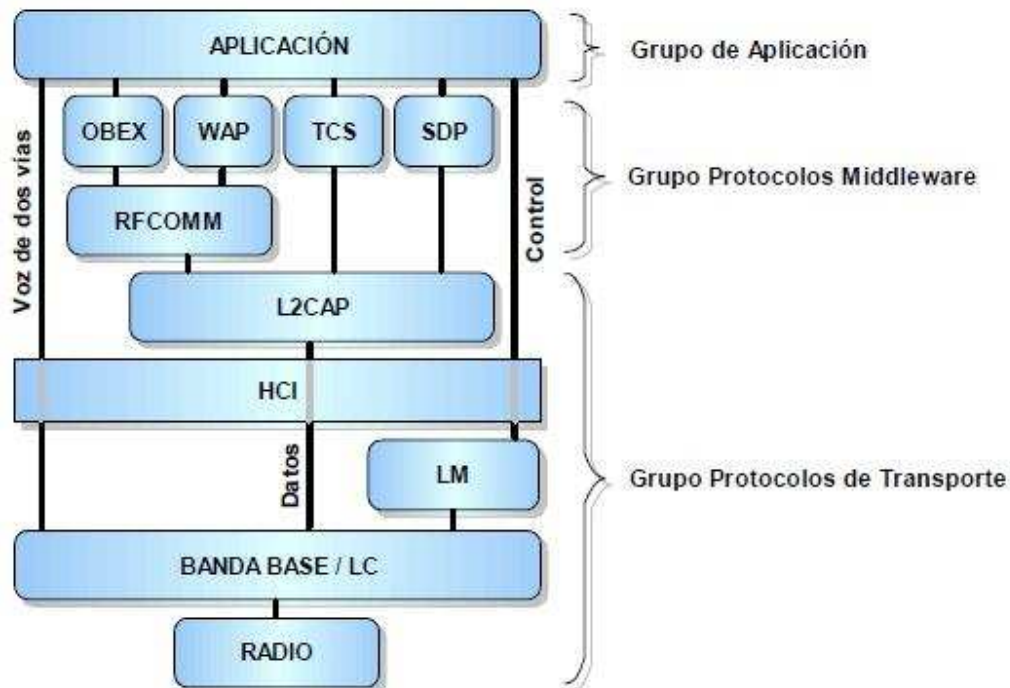 APLICACIÓN
Grupo de Aplicación
OBEX
WAP
TCS
SDP
Voz de dos vías
Control
Grupo Protocolos Middleware
RFCOMM
L2CAP
HCI
Datos
LM
Grupo Protocolos de Transporte
BANDA BASE / LC
RADIO